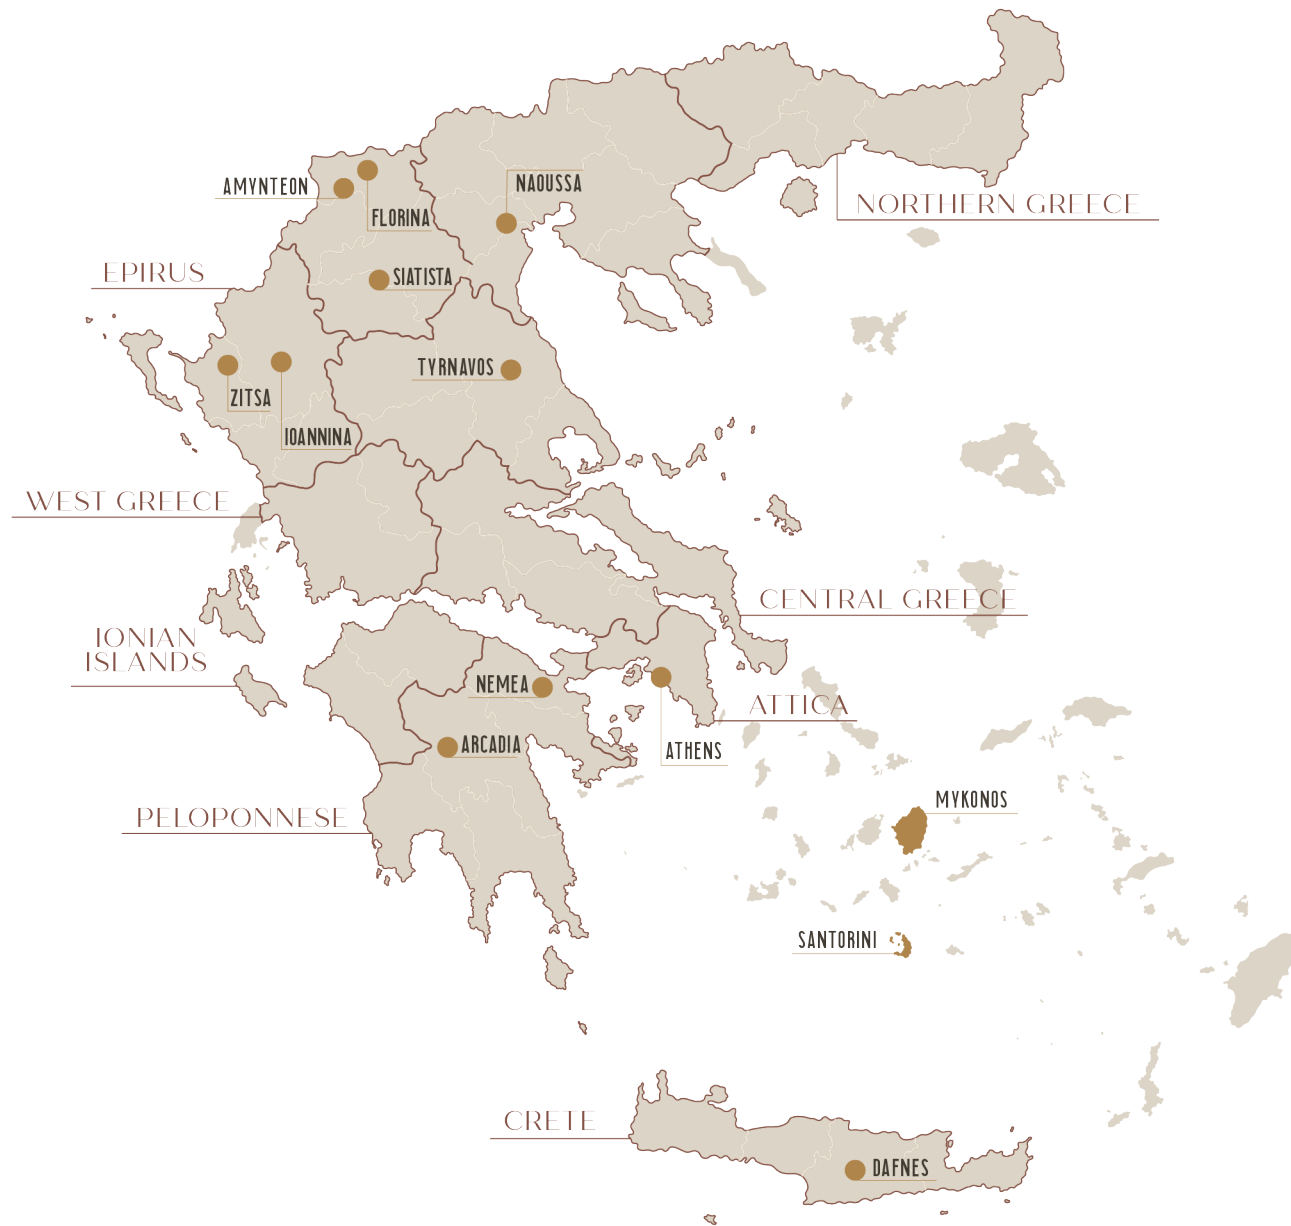 AMYNTEON
NAOUSSA
NORTHERN GREECE
FLORINA
EPIRUS
SIATISTA
TYRNAVOS
ZITSA
IOANNINA
WEST GREECE
CENTRAL GREECE
IONIAN
ISLANDS
NEMEA
ATTICA
ARCADIA
ATHENS
MYKONOS
PELOPONNESE
SANTORINI
CRETE
DAFNES